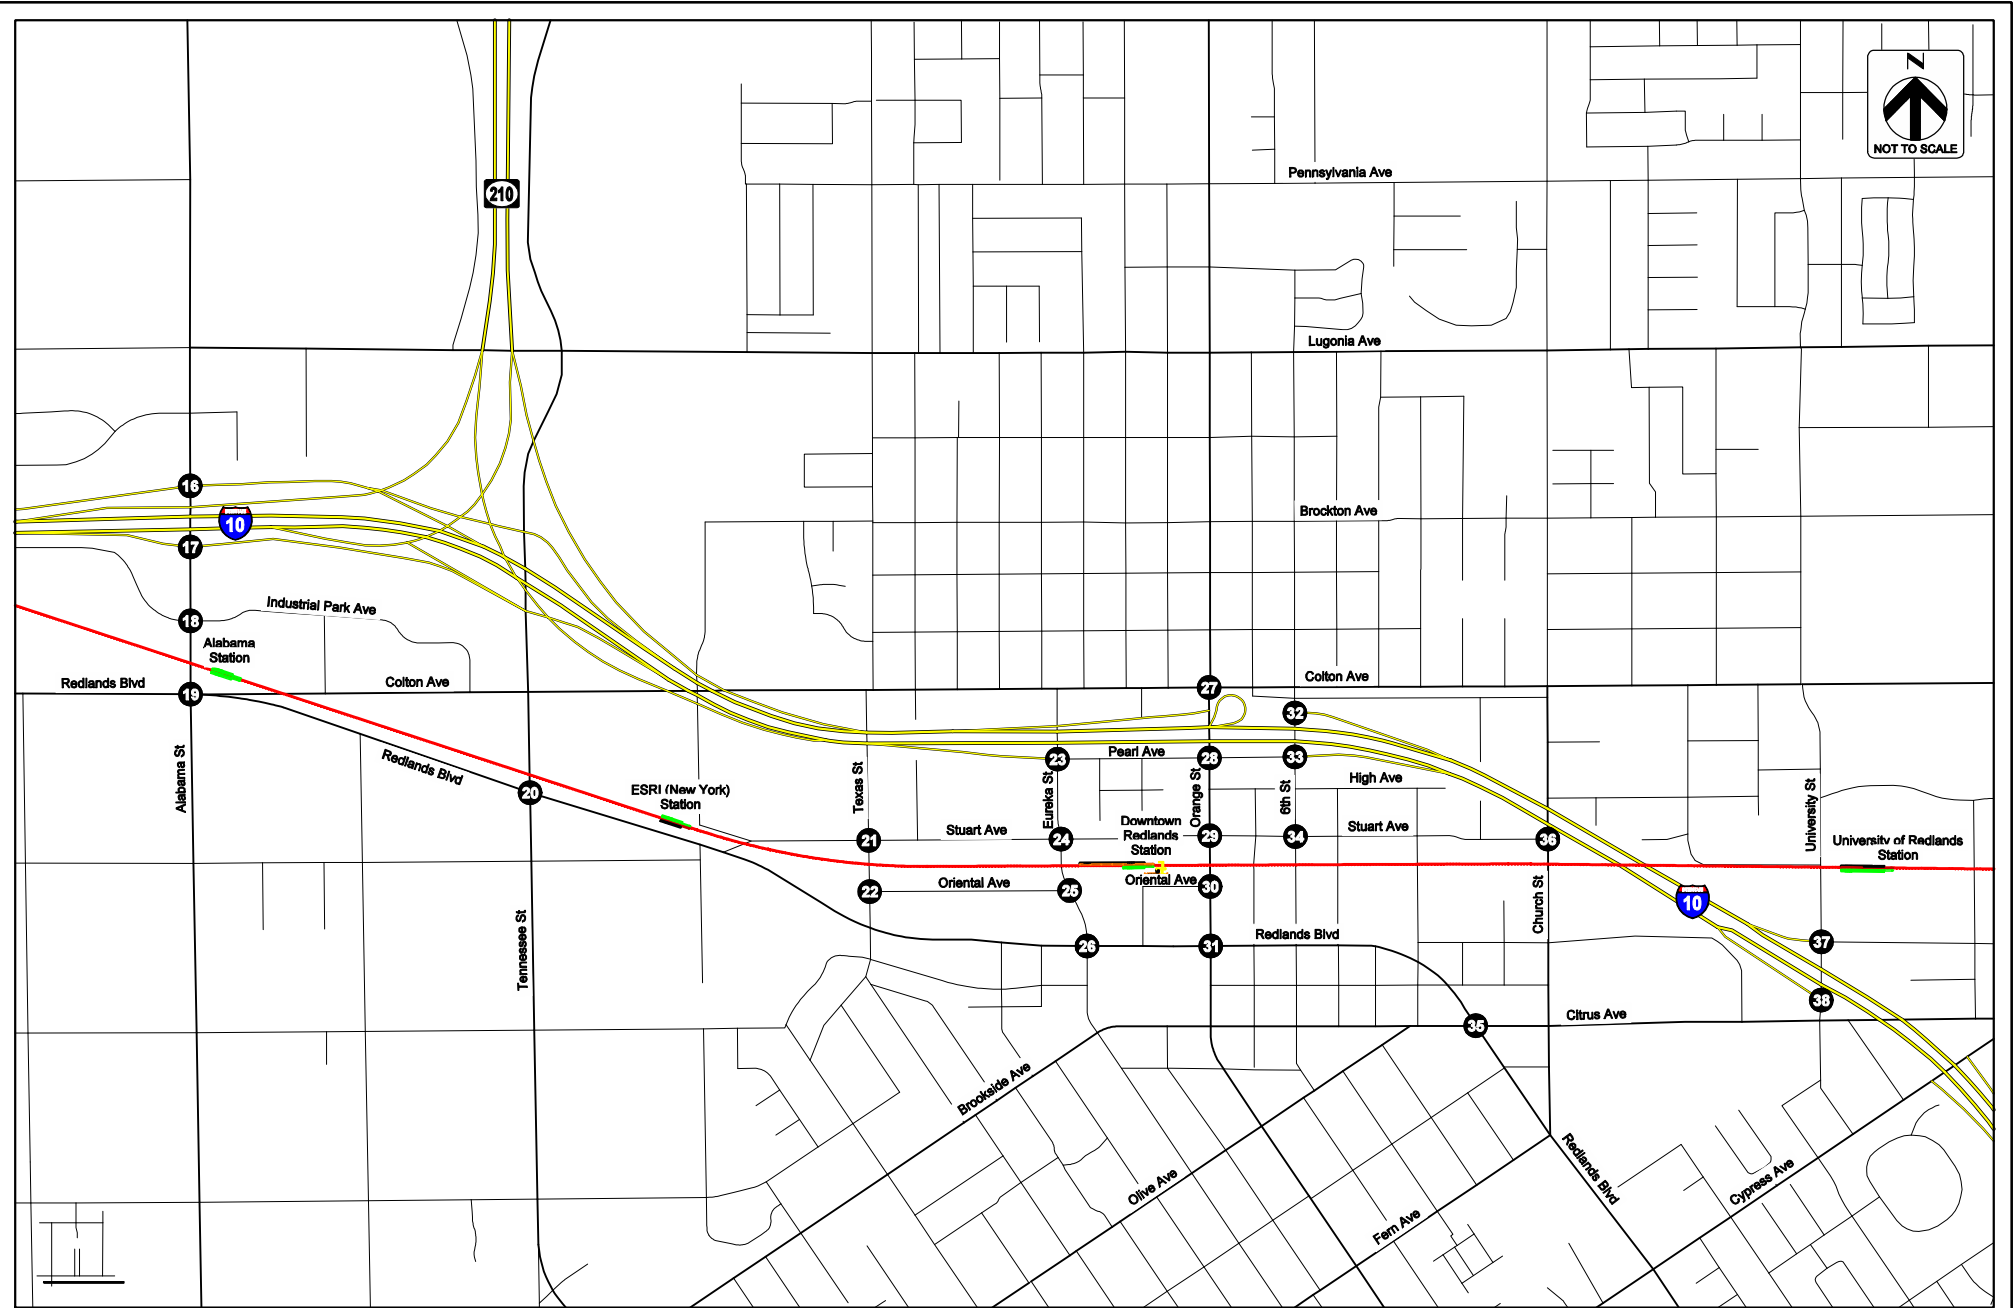 N
NOT TO SCALE
Pennsylvania Ave
210
Lugonia Ave
16
10
Brockton Ave
17
Industrial Park Ave
18
Alabama
Station
Redlands Blvd
19
Colton Ave
27
Colton Ave
32
Alabama St
Redlands Blvd
20
ESRI (New York)
Station
Texas St
23
Eureka St
Pearl Ave
28
Orange St
33
6th St
High Ave
University St
21
Stuart Ave
24
Downtown
Redlands
Station
29
34
Stuart Ave
36
University of Redlands
Station
22
Oriental Ave
25
Oriental Ave
30
Church St
10
Tennessee St
26
31
Redlands Blvd
37
38
35
Citrus Ave
Brookside Ave
Olive Ave
Fern Ave
Redlands Blvd
Cypress Ave